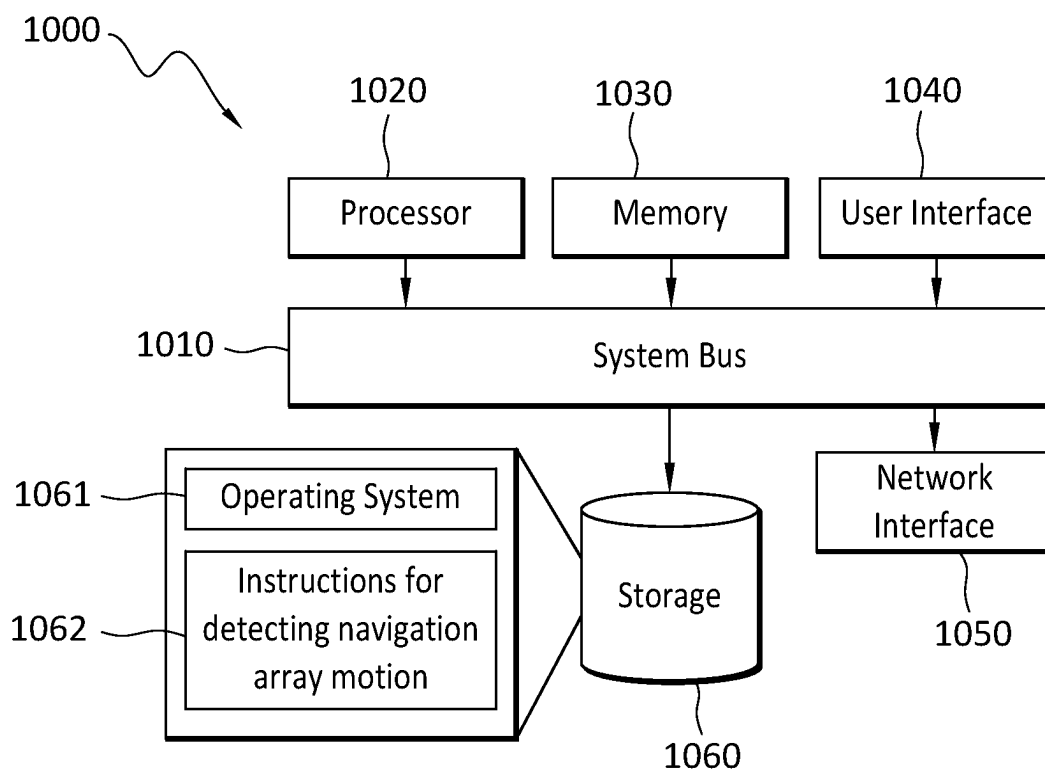 1000
1020
1030
1040
Processor
Memory
User Interface
1010
System Bus
1061
Operating System
Network
Interface
Instructions for
1062
detecting navigation
array motion
Storage
1050
1060